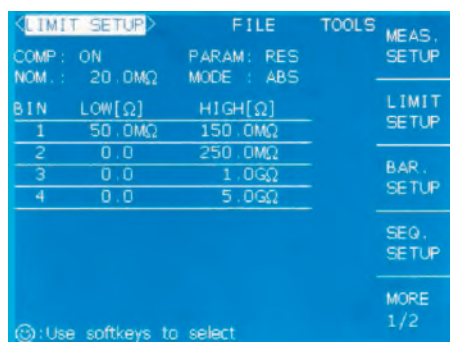 <LIMIT SETUP> FILE TOOLS
COMP: ON PARAM: RES
NOM.: 20.0MΩ MODE : ABS
BIN LOW[Ω] HIGH[Ω]
1 50.0MΩ 150.0MΩ
2 0.0 250.0MΩ
3 0.0 1.0GΩ
4 0.0 5.0GΩ
:Use softkeys to select
MEAS.
SETUP
LIMIT
SETUP
BAR.
SETUP
SEQ.
SETUP
MORE
1/2